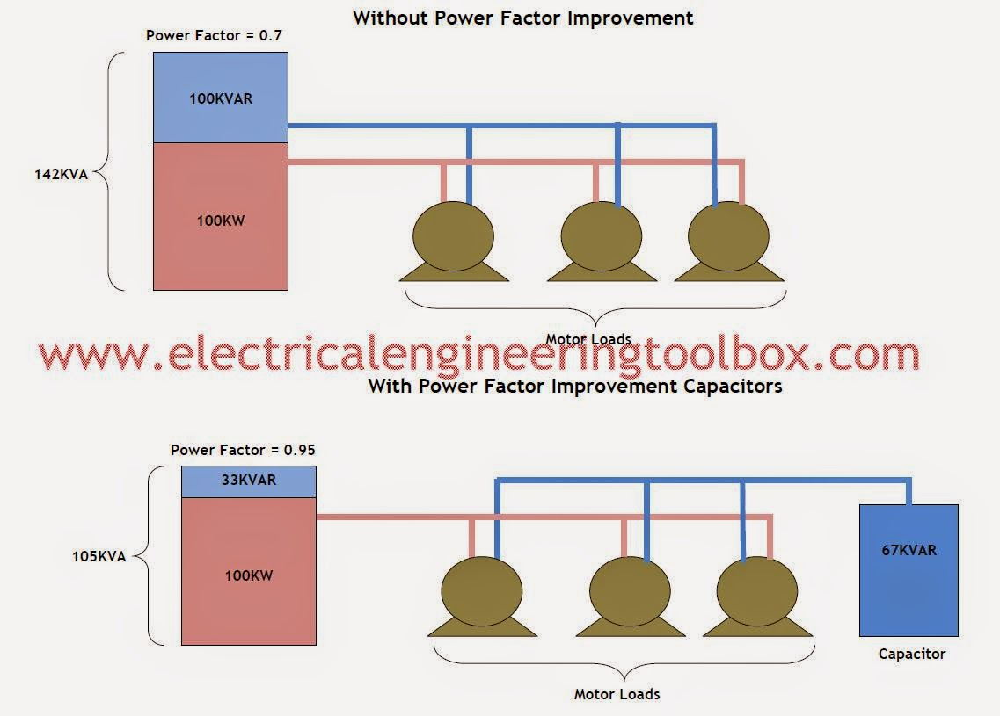 Without Power Factor Improvement
Power Factor = 0.7
100KVAR
142KVA
100KW
Motor Loads
www.electricalengineeringtoolbox.com
With Power Factor Improvement Capacitors
Power Factor = 0.95
33KVAR
105KVA
100KW
67KVAR
Capacitor
Motor Loads